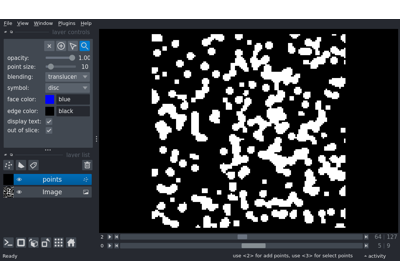 File View Window Plugins Help
layer controls
opacity: 1.00
point size: 10
blending: translucen
symbol: disc
face color: blue
edge color: black
display text:
out of slice:
layer list
points
Image
2 64 127
0 5 9
Ready use <2> for add points, use <3> for select points activity